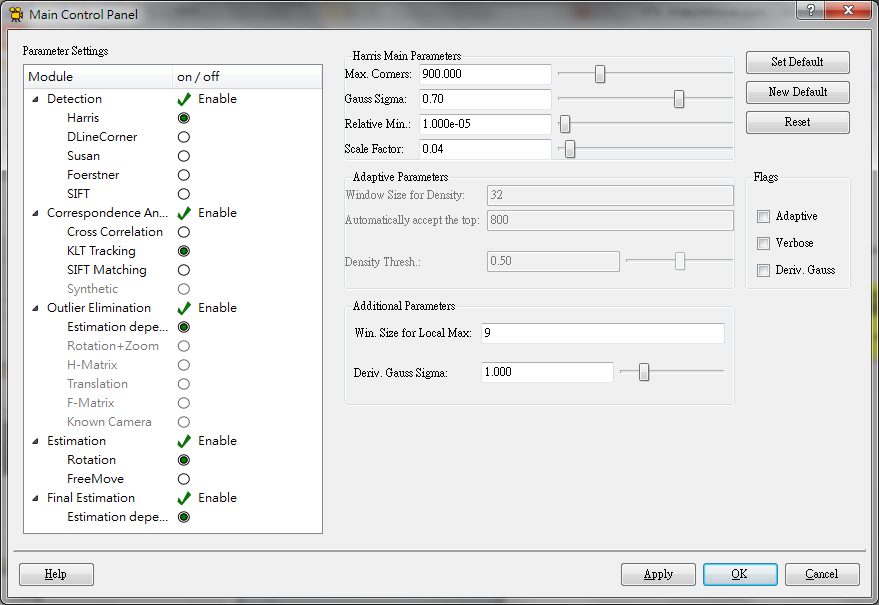 Main Control Panel
?
Parameter Settings
Module on / off
Detection Enable
Harris
DLineCorner
Susan
Foerstner
SIFT
Correspondence An... Enable
Cross Correlation
KLT Tracking
SIFT Matching
Synthetic
Outlier Elimination Enable
Estimation depe...
Rotation+Zoom
H-Matrix
Translation
F-Matrix
Known Camera
Estimation Enable
Rotation
FreeMove
Final Estimation Enable
Estimation depe...
Harris Main Parameters
Max. Corners: 900.000
Gauss Sigma: 0.70
Relative Min.: 1.000e-05
Scale Factor: 0.04
Adaptive Parameters
Window Size for Density: 32
Automatically accept the top: 800
Density Thresh.: 0.50
Additional Parameters
Win. Size for Local Max: 9
Deriv. Gauss Sigma: 1.000
Set Default
New Default
Reset
Flags
Adaptive
Verbose
Deriv. Gauss
Help
Apply
OK
Cancel